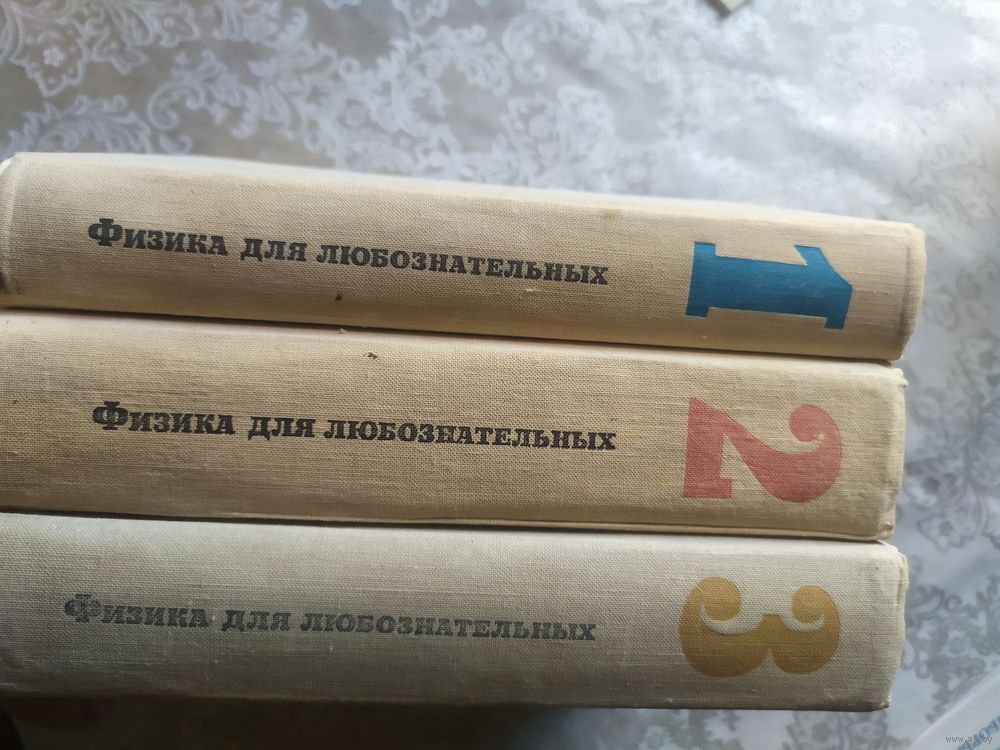 Физика для любознательных 1
Физика для любознательных 2
Физика для любознательных 3